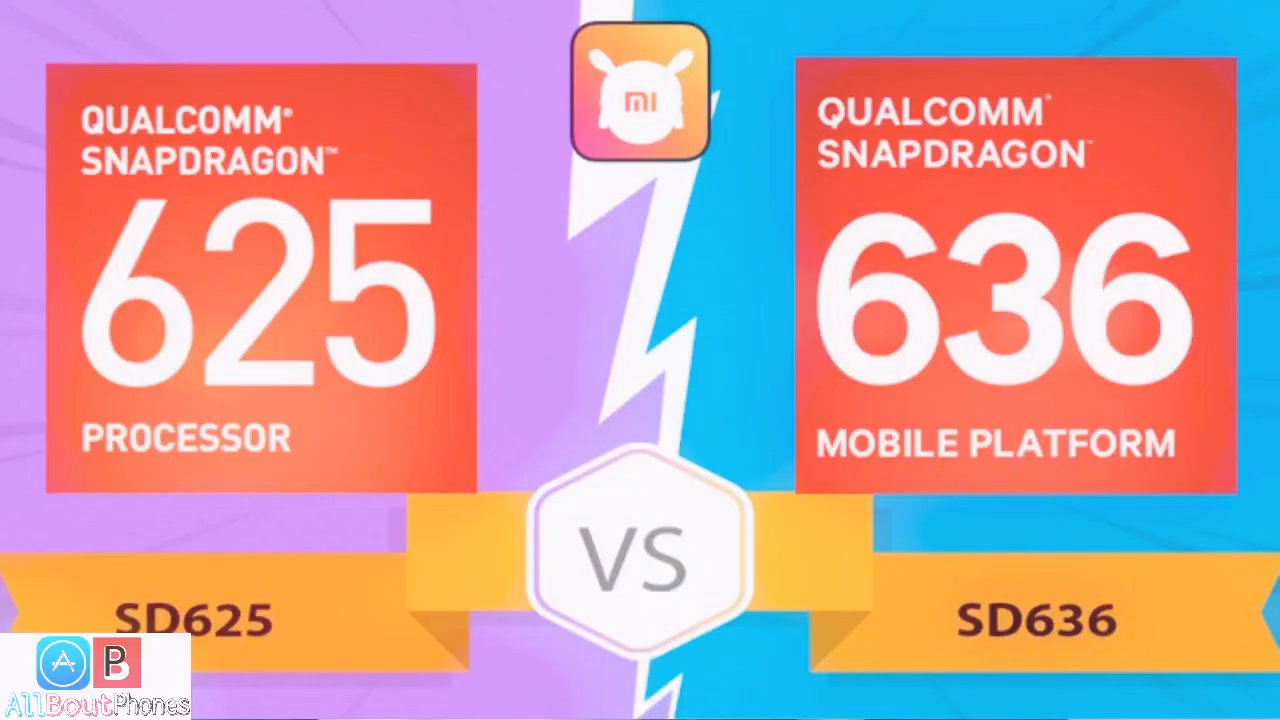 QUALCOMM®
SNAPDRAGON™
625
PROCESSOR
mi
QUALCOMM®
SNAPDRAGON™
636
MOBILE PLATFORM
VS
SD625
SD636
B
AllBoutPhones